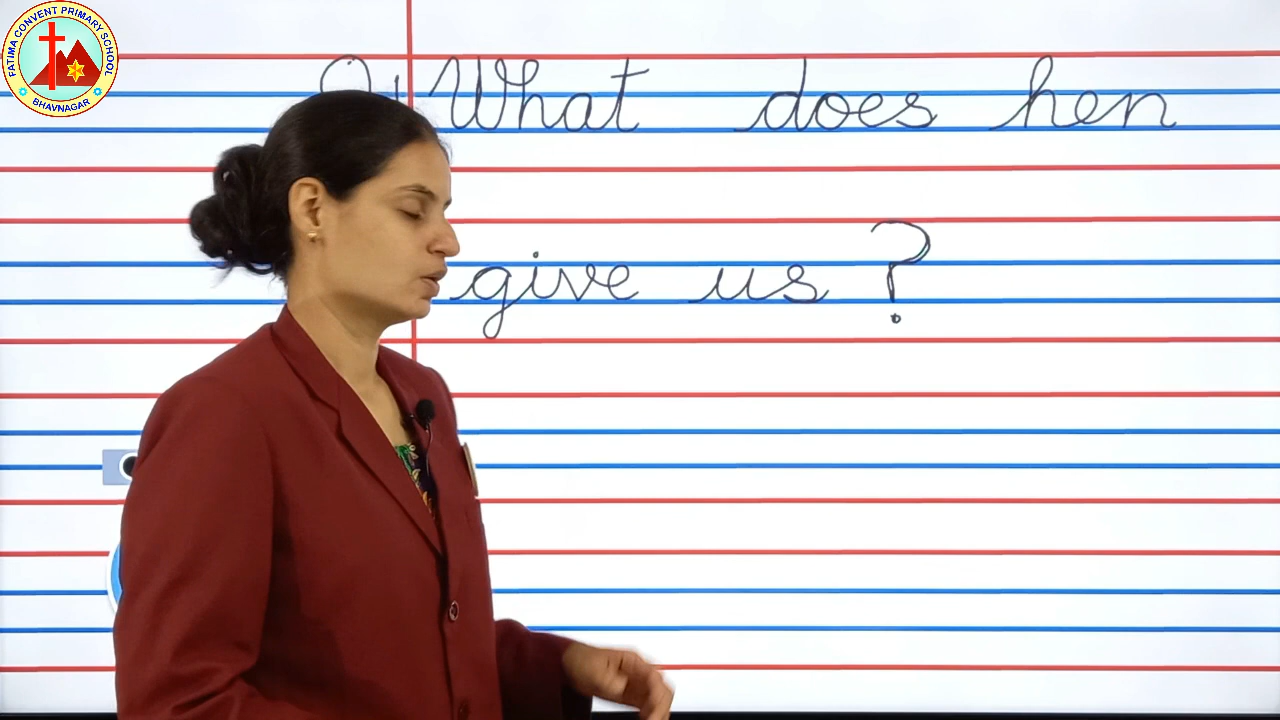 FATIMA CONVENT PRIMARY SCHOOL
BHAVNAGAR
What does hen
give us ?